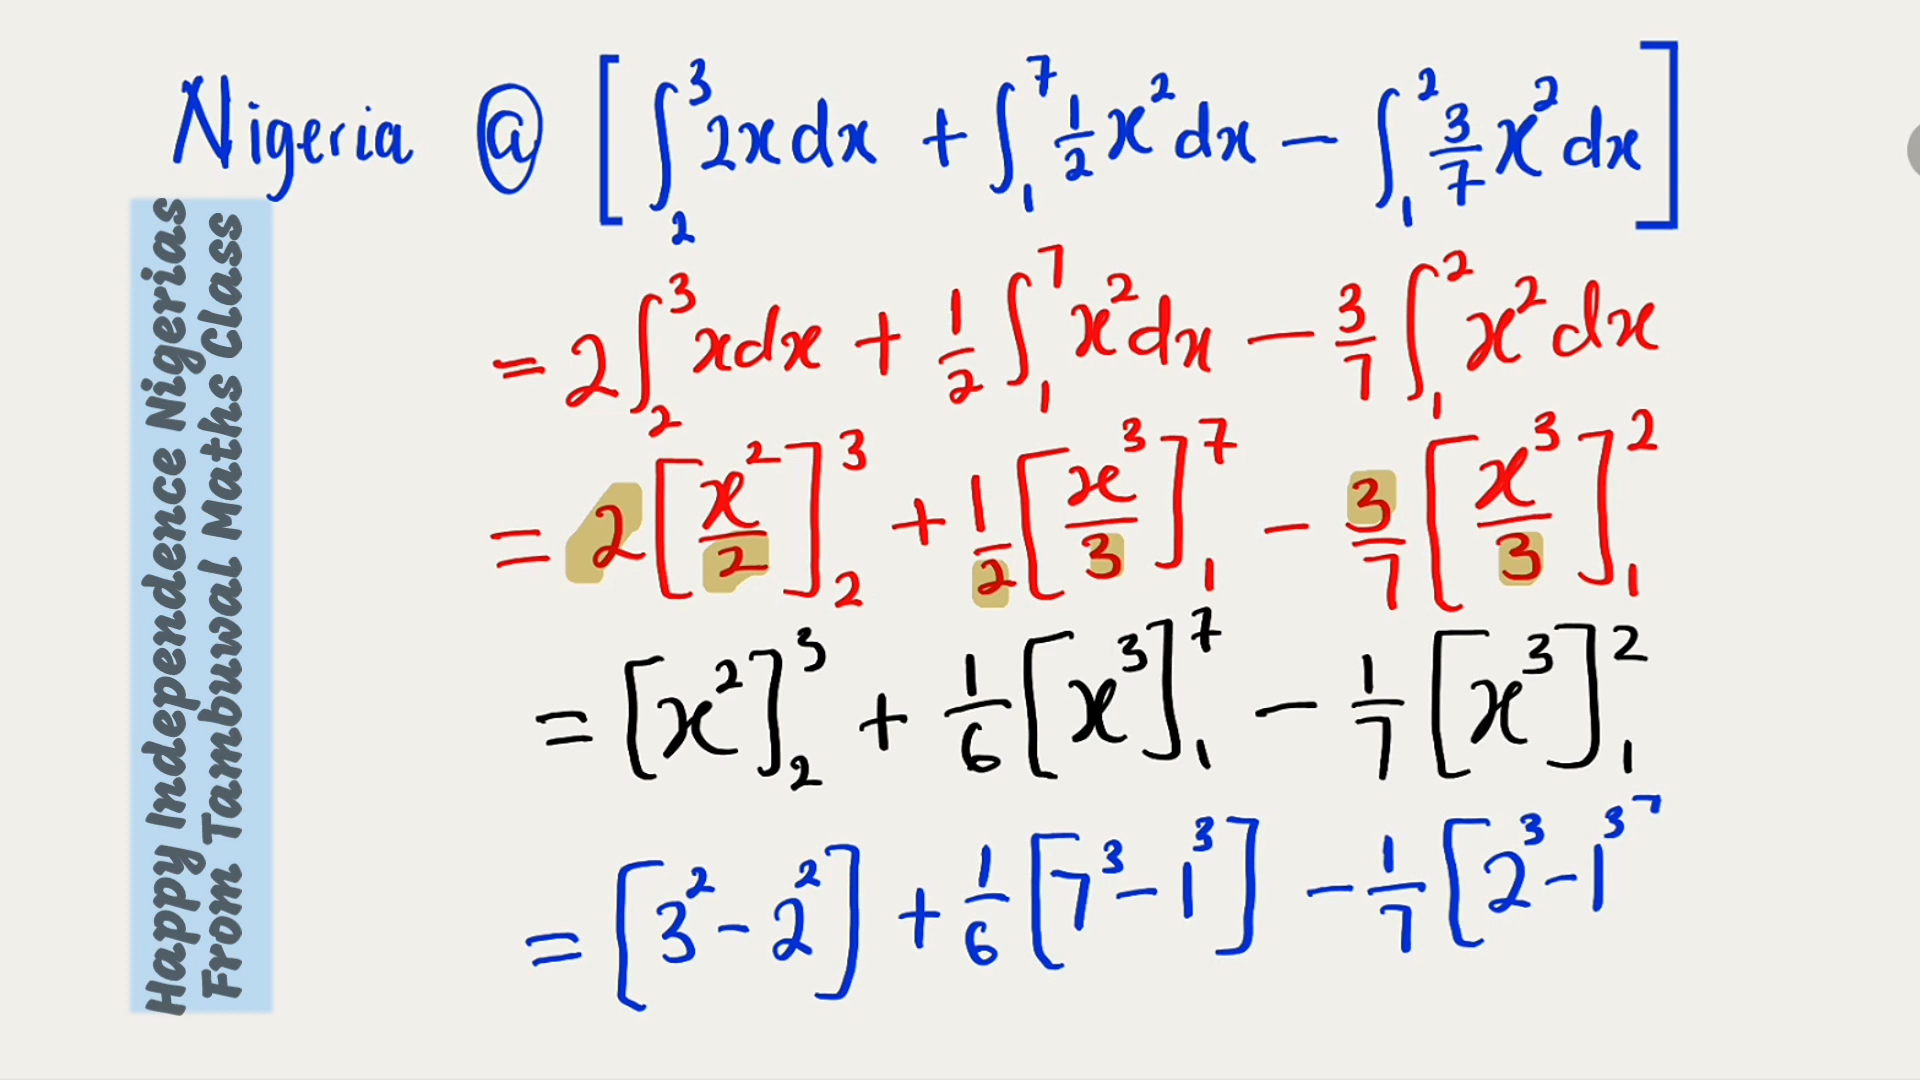 Nigeria @ [∫₂³ 2x dx + ∫₁⁷ ½x² dx − ∫₁² 3/7 x² dx]
= 2∫₂³ x dx + ½ ∫₁⁷ x² dx − 3/7 ∫₁² x² dx
= 2[x²/2]₂³ + ½[x³/3]₁⁷ − 3/7[x³/3]₁²
= [x²]₂³ + 1/6[x³]₁⁷ − 1/7[x³]₁²
= [3² − 2²] + 1/6[7³ − 1³] − 1/7[2³ − 1³
Happy Independence Nigerias
From Tambuwal Maths Class